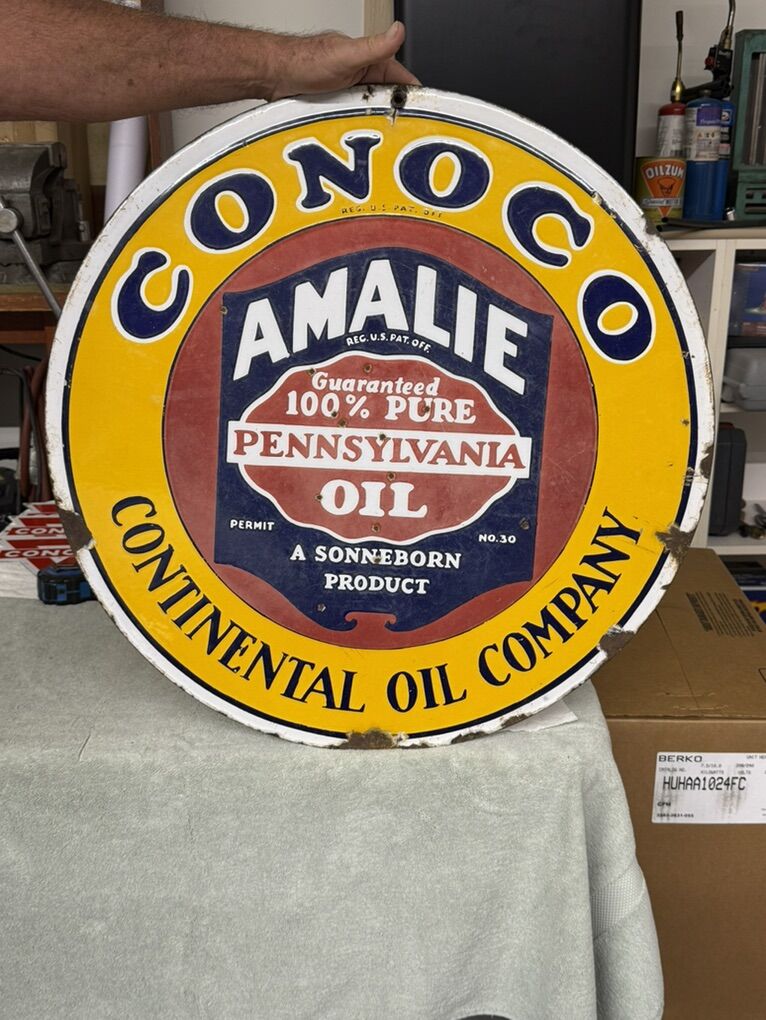 CONOCO
REG. U.S. PAT. OFF.
AMALIE
REG. U.S. PAT. OFF.
Guaranteed
100% PURE
PENNSYLVANIA
OIL
PERMIT NO. 30
A SONNEBORN
PRODUCT
CONTINENTAL OIL COMPANY
OILZUM
CONO
BERKO
HUHAA1024FC